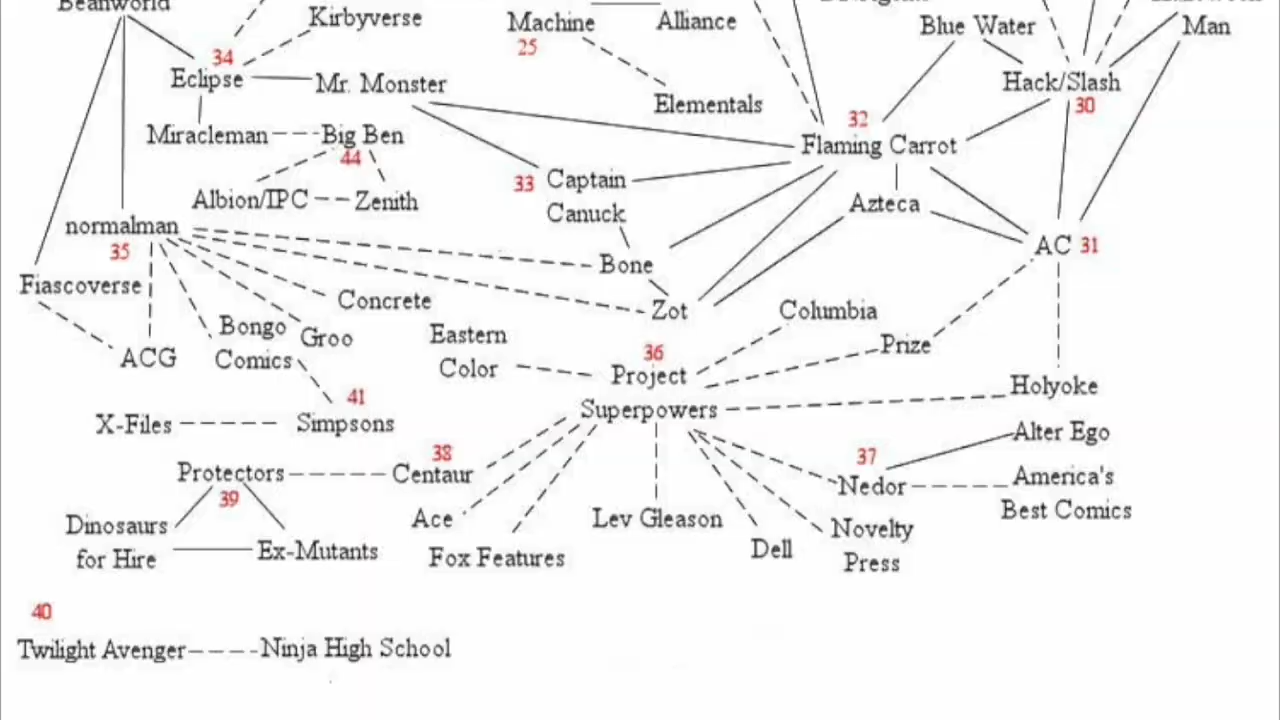 Beanworld
Kirbyverse
Machine
25
Alliance
Blue Water
Man
34
Eclipse
Mr. Monster
Elementals
Hack/Slash
30
Miracleman
Big Ben
44
32
Flaming Carrot
Albion/IPC
Zenith
33
Captain
Canuck
Azteca
normalman
35
Bone
AC
31
Fiascoverse
Concrete
Zot
Columbia
Bongo
Comics
Groo
Eastern
Color
36
Project
Superpowers
Prize
ACG
Holyoke
41
X-Files
Simpsons
Alter Ego
Protectors
39
38
Centaur
37
Nedor
America's
Best Comics
Dinosaurs
for Hire
Ex-Mutants
Ace
Fox Features
Lev Gleason
Dell
Novelty
Press
40
Twilight Avenger
Ninja High School